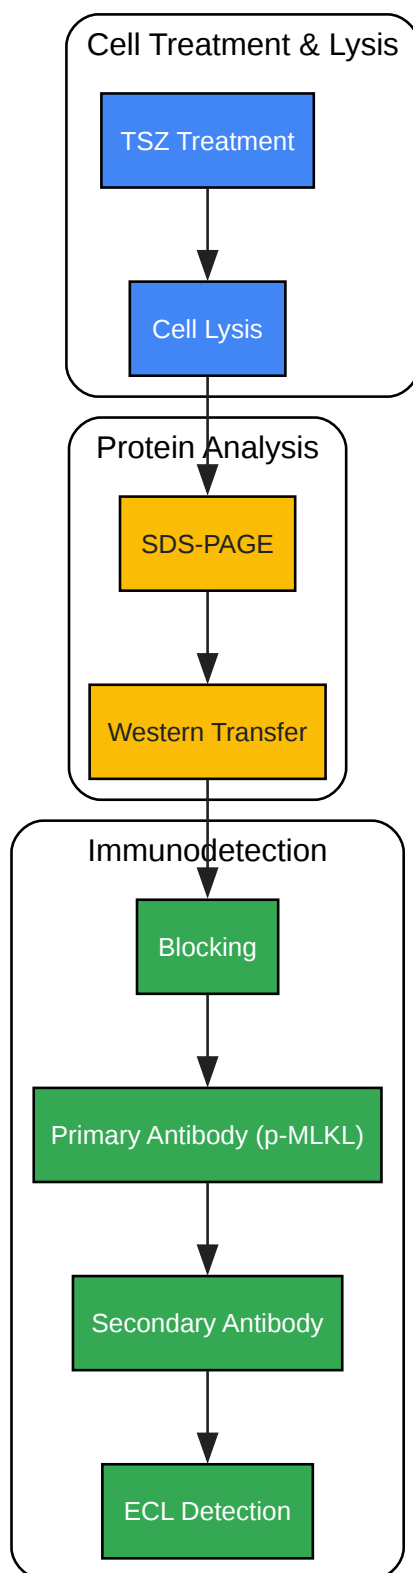 Cell Treatment & Lysis
TSZ Treatment
Cell Lysis
Protein Analysis
SDS-PAGE
Western Transfer
Immunodetection
Blocking
Primary Antibody (p-MLKL)
Secondary Antibody
ECL Detection